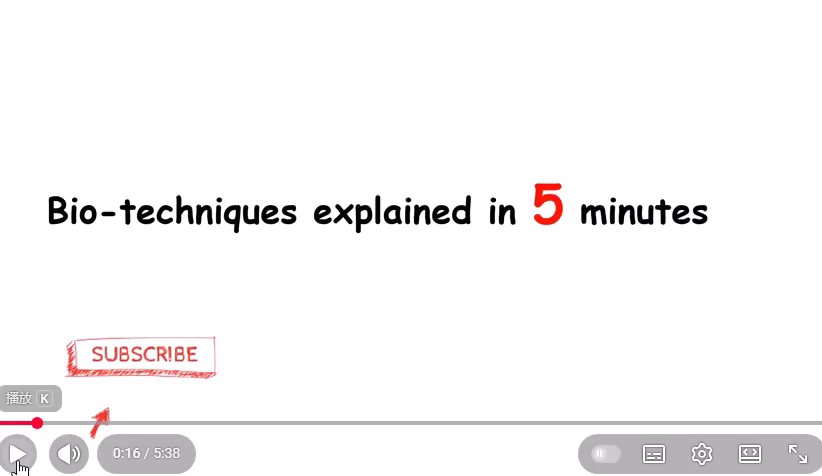 Bio-techniques explained in 5 minutes
SUBSCRIBE
播放 K
0:16 / 5:38